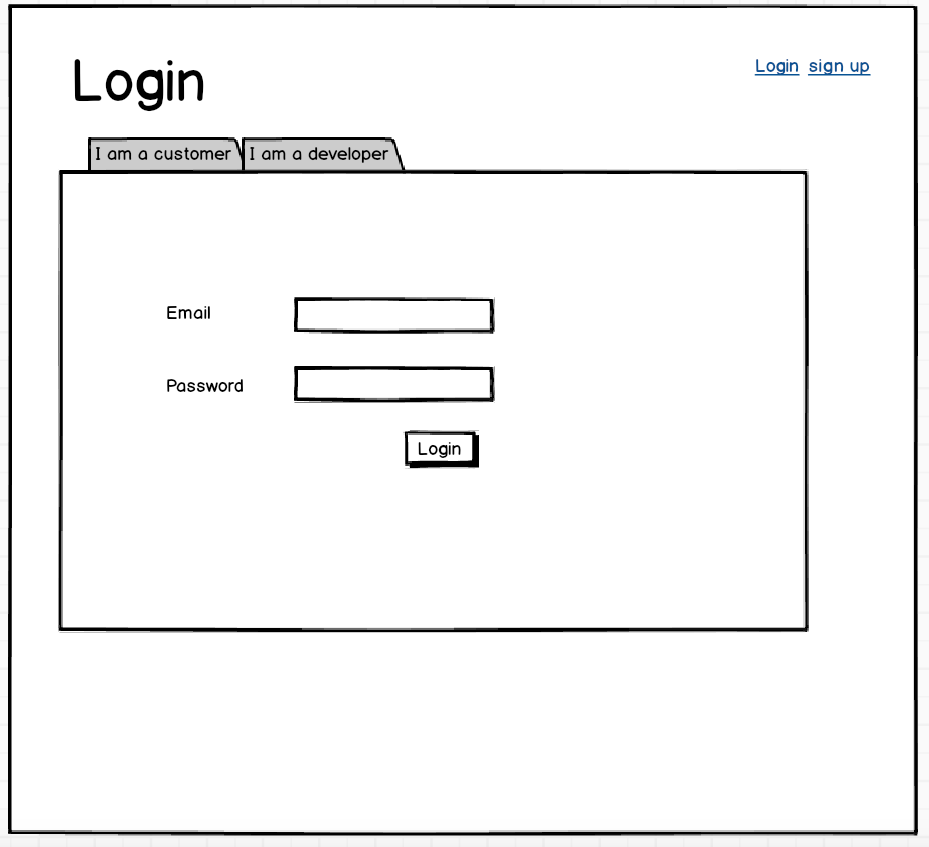 Login
Login sign up
I am a customer
I am a developer
Email
Password
Login